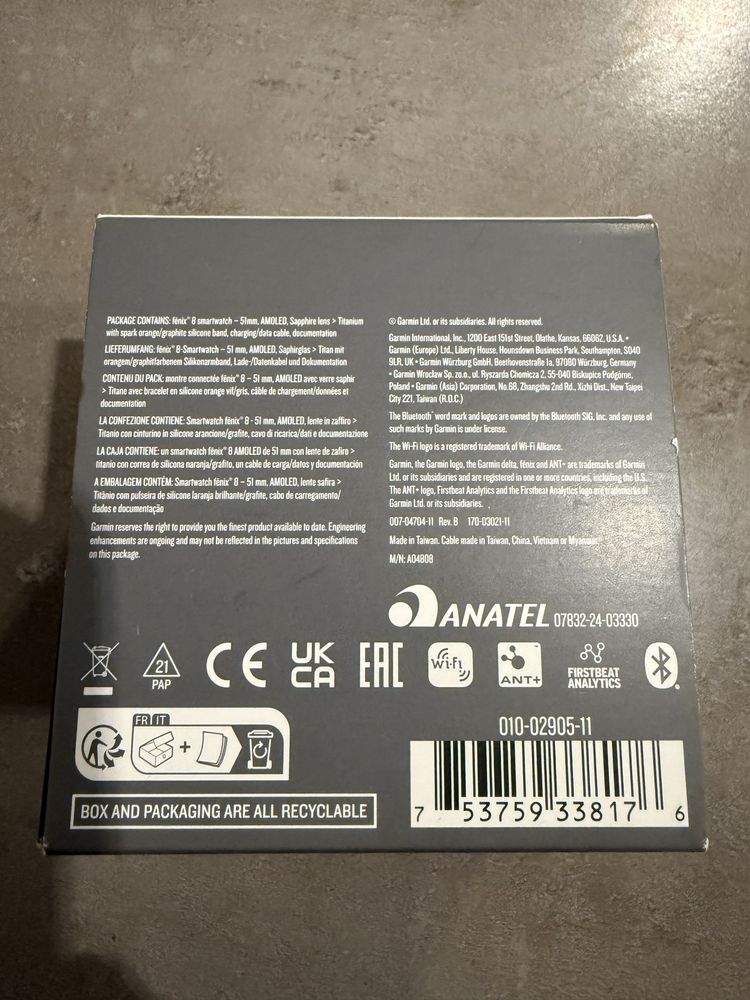 PACKAGE CONTAINS: fēnix® 8 smartwatch – 51mm, AMOLED, Sapphire lens > Titanium
with spark orange/graphite silicone band, charging/data cable, documentation
LIEFERUMFANG: fēnix® 8-Smartwatch – 51 mm, AMOLED, Saphirglas > Titan mit
orangem/graphitfarbenem Silikonarmband, Lade-/Datenkabel und Dokumentation
CONTENU DU PACK: montre connectée fēnix® 8 – 51 mm, AMOLED avec verre saphir
> Titane avec bracelet en silicone orange vif/gris, câble de chargement/données et
documentation
LA CONFEZIONE CONTIENE: Smartwatch fēnix® 8 - 51 mm, AMOLED, lente in zaffiro >
Titanio con cinturino in silicone arancione/grafite, cavo di ricarica/dati e documentazione
LA CAJA CONTIENE: un smartwatch fēnix® 8 AMOLED de 51 mm con lente de zafiro >
titanio con correa de silicona naranja/grafito, un cable de carga/datos y documentación
A EMBALAGEM CONTÉM: Smartwatch fēnix® 8 – 51 mm, AMOLED, lente safira >
Titânio com pulseira de silicone laranja brilhante/grafite, cabo de carregamento/
dados e documentação
Garmin reserves the right to provide you the finest product available to date. Engineering
enhancements are ongoing and may not be reflected in the pictures and specifications
on this package.
© Garmin Ltd. or its subsidiaries. All rights reserved.
Garmin International, Inc., 1200 East 151st Street, Olathe, Kansas, 66062, U.S.A. •
Garmin (Europe) Ltd., Liberty House, Hounsdown Business Park, Southampton, SO40
9LR, UK • Garmin Würzburg GmbH, Beethovenstraße 1a, 97080 Würzburg, Germany
• Garmin Wrocław Sp. zo.o., ul. Ryszarda Chomicza 2, 55-040 Biskupice Podgórne,
Poland • Garmin (Asia) Corporation, No.68, Zhangshu 2nd Rd., Xizhi Dist., New Taipei
City 221, Taiwan (R.O.C.)
The Bluetooth® word mark and logos are owned by the Bluetooth SIG, Inc. and any use of
such marks by Garmin is under license.
The Wi-Fi logo is a registered trademark of Wi-Fi Alliance.
Garmin, the Garmin logo, the Garmin delta, fēnix and ANT+ are trademarks of Garmin
Ltd. or its subsidiaries and are registered in one or more countries, including the U.S.
The ANT+ logo, Firstbeat Analytics and the Firstbeat Analytics logo are trademarks of
Garmin Ltd. or its subsidiaries.
007-04704-11 Rev. B 170-03021-11
Made in Taiwan. Cable made in Taiwan, China, Vietnam or Myanmar.
M/N: A04808
ANATEL 07832-24-03330
21
PAP
CE
UK
CA
EAC
Wi-Fi
ANT+
FIRSTBEAT
ANALYTICS
FR IT
+
BOX AND PACKAGING ARE ALL RECYCLABLE
010-02905-11
7 53759 33817 6